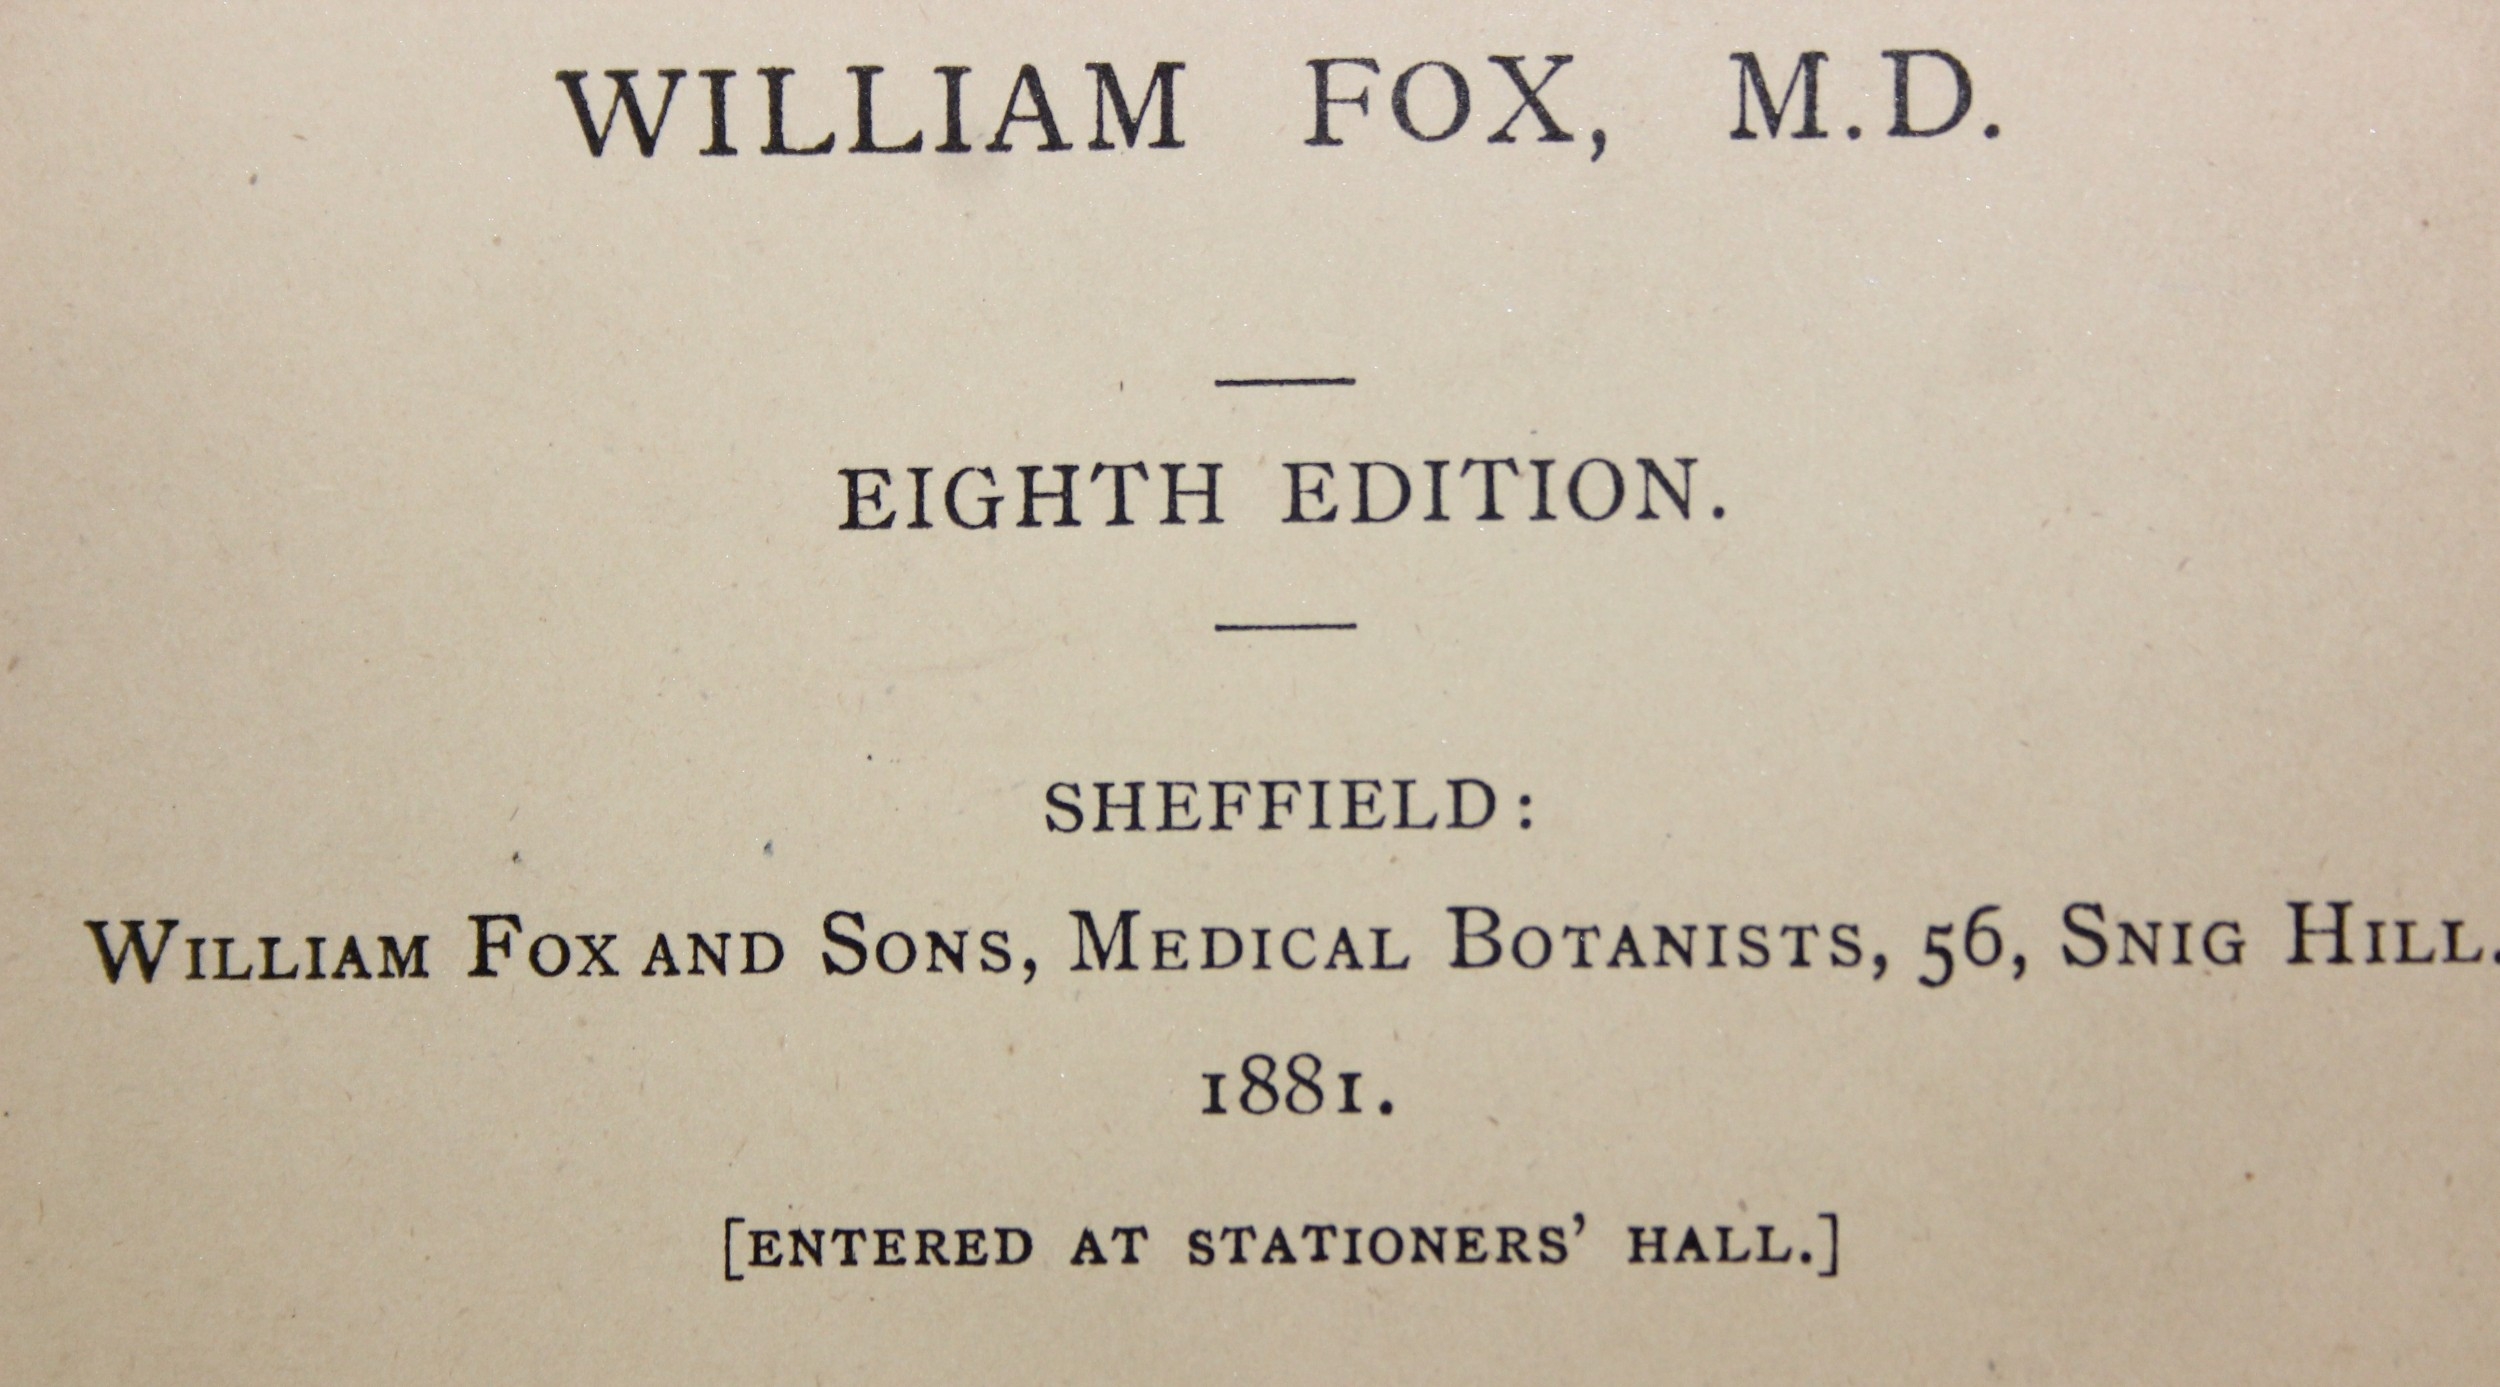 WILLIAM FOX, M.D.
EIGHTH EDITION.
SHEFFIELD:
WILLIAM FOX AND SONS, MEDICAL BOTANISTS, 56, SNIG HILL.
1881.
[ENTERED AT STATIONERS' HALL.]